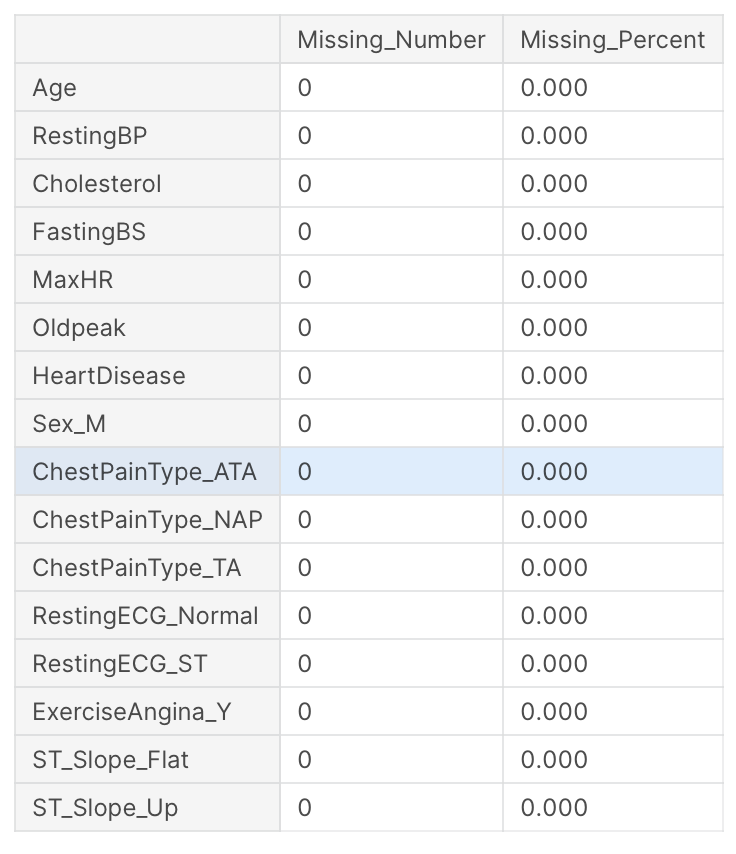 Missing_Number Missing_Percent
Age 0 0.000
RestingBP 0 0.000
Cholesterol 0 0.000
FastingBS 0 0.000
MaxHR 0 0.000
Oldpeak 0 0.000
HeartDisease 0 0.000
Sex_M 0 0.000
ChestPainType_ATA 0 0.000
ChestPainType_NAP 0 0.000
ChestPainType_TA 0 0.000
RestingECG_Normal 0 0.000
RestingECG_ST 0 0.000
ExerciseAngina_Y 0 0.000
ST_Slope_Flat 0 0.000
ST_Slope_Up 0 0.000